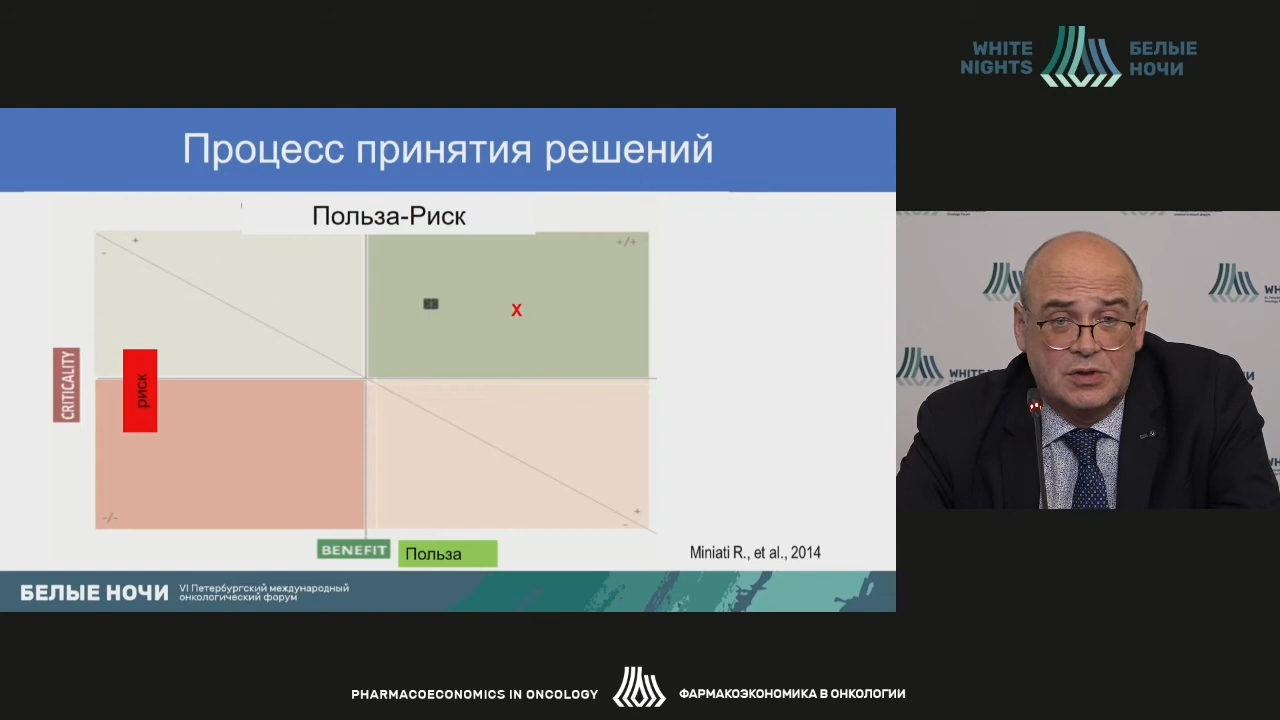 WHITE NIGHTS
БЕЛЫЕ НОЧИ
Процесс принятия решений
Польза-Риск
+
-
+/+
X
CRITICALITY
риск
-/-
+
-
BENEFIT
Польза
Miniati R., et al., 2014
БЕЛЫЕ НОЧИ
VI Петербургский международный
онкологический форум
WHITE
PHARMACOECONOMICS IN ONCOLOGY
ФАРМАКОЭКОНОМИКА В ОНКОЛОГИИ